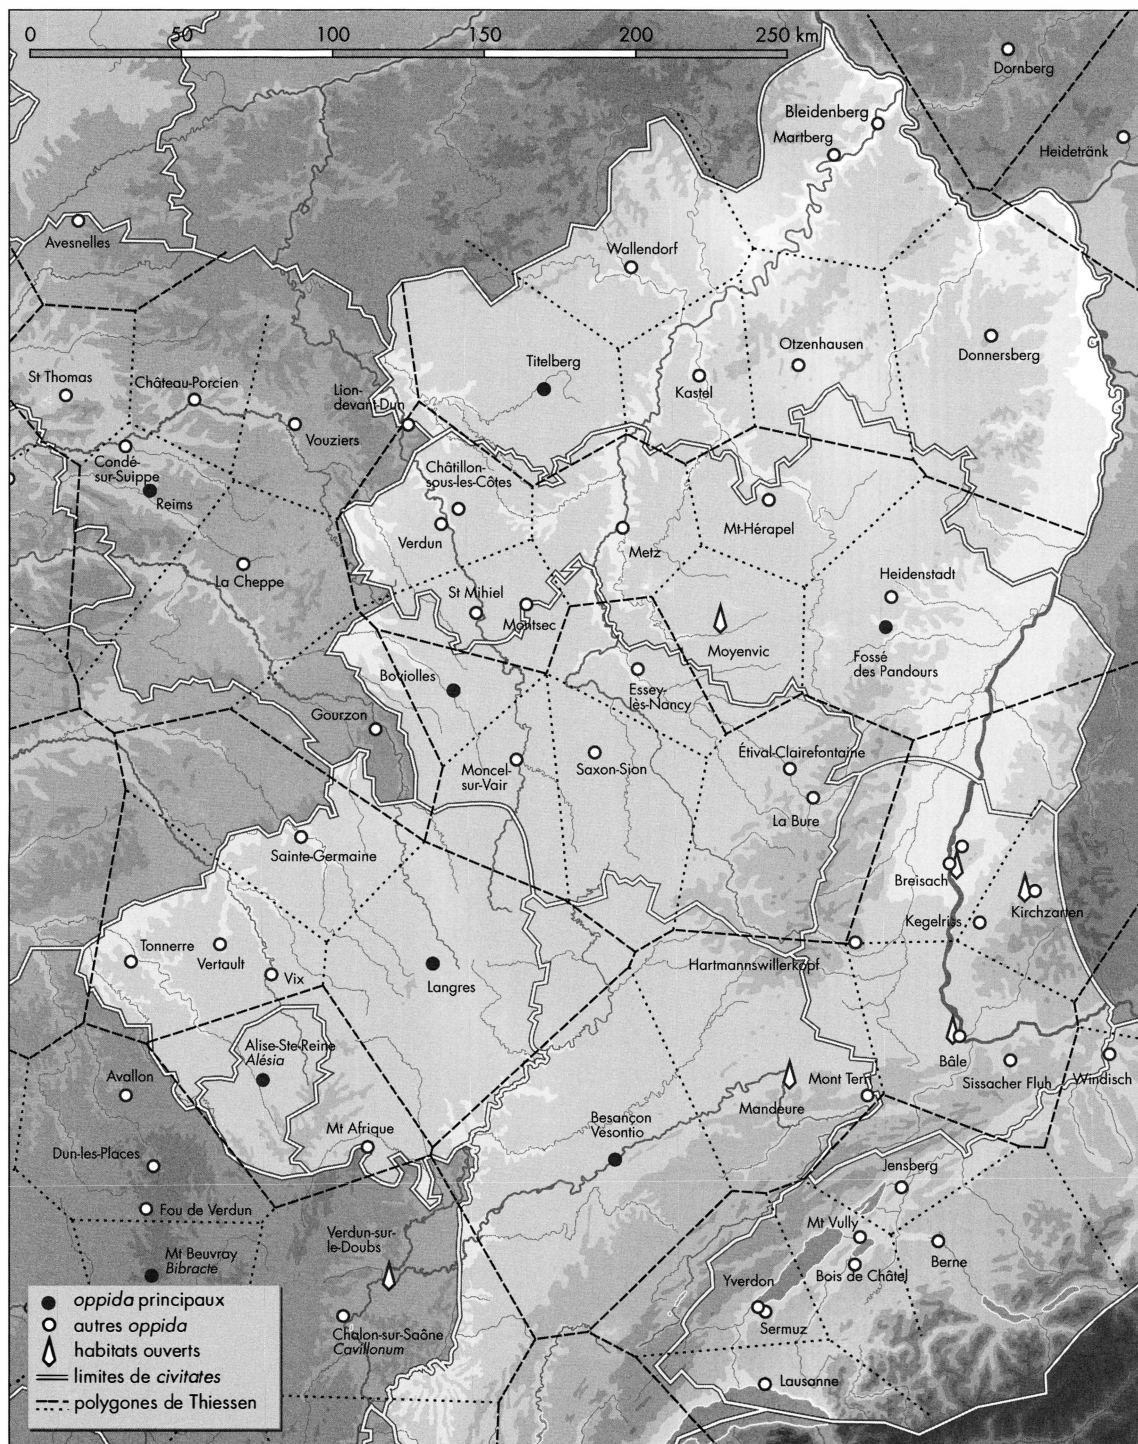 0 50 100 150 200 250 km
Dornberg
Bleidenberg
Martberg
Heidetränk
Avesnelles
Wallendorf
Otzenhausen
Donnersberg
Titelberg
Kastel
St Thomas
Château-Porcien
Lion-
devant-Dun
Vouziers
Condé-
sur-Suippe
Reims
Châtillon-
sous-les-Côtes
Verdun
Metz
Mt-Hérapel
La Cheppe
St Mihiel
Montsec
Heidenstadt
Moyenvic
Fossé
des Pandours
Boviolles
Essey-
lès-Nancy
Gourzon
Moncel-
sur-Vair
Saxon-Sion
Étival-Clairefontaine
La Bure
Sainte-Germaine
Breisach
Kirchzarten
Kegelriss
Tonnerre
Vertault
Vix
Langres
Hartmannswillerkopf
Alise-Ste-Reine
Alésia
Avallon
Bâle
Sissacher Fluh
Windisch
Mont Terri
Mandeure
Besançon
Vesontio
Mt Afrique
Dun-les-Places
Jensberg
Fou de Verdun
Mt Vully
Berne
Verdun-sur-
le-Doubs
Mt Beuvray
Bibracte
Bois de Châtel
Yverdon
Sermuz
Chalon-sur-Saône
Cavillonum
Lausanne
oppida principaux
autres oppida
habitats ouverts
limites de civitates
polygones de Thiessen